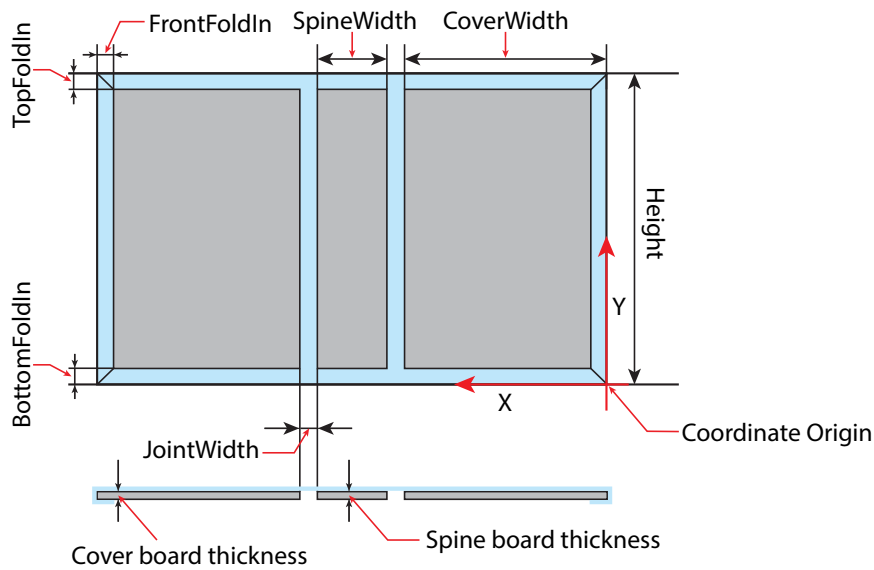 FrontFoldIn
SpineWidth
CoverWidth
TopFoldIn
Height
BottomFoldIn
Y
X
JointWidth
Coordinate Origin
Cover board thickness
Spine board thickness